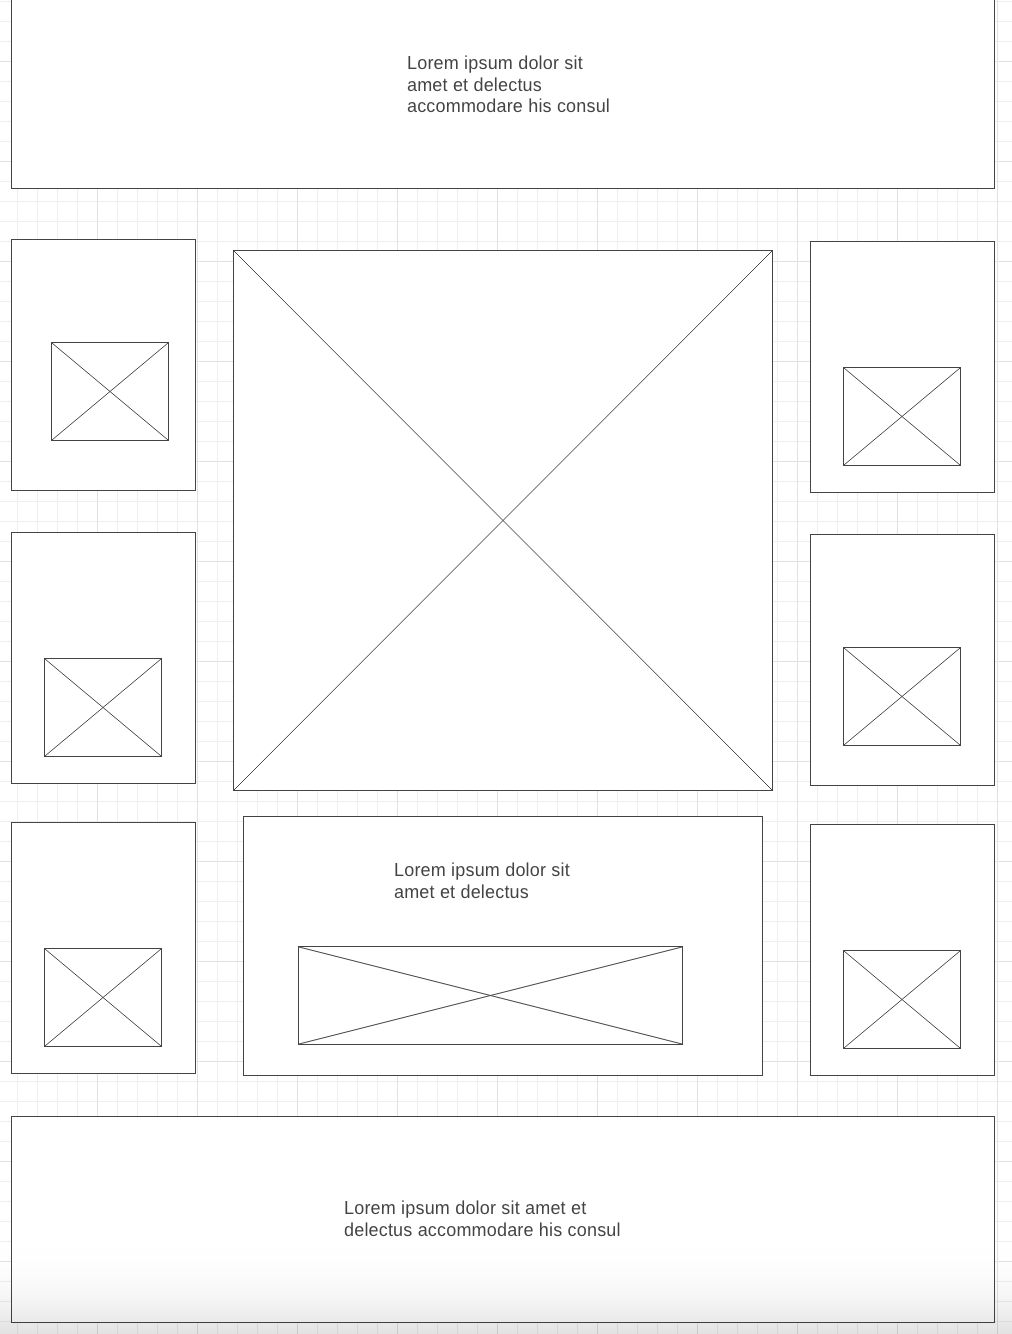 Lorem ipsum dolor sit
amet et delectus
accommodare his consul
Lorem ipsum dolor sit
amet et delectus
Lorem ipsum dolor sit amet et
delectus accommodare his consul